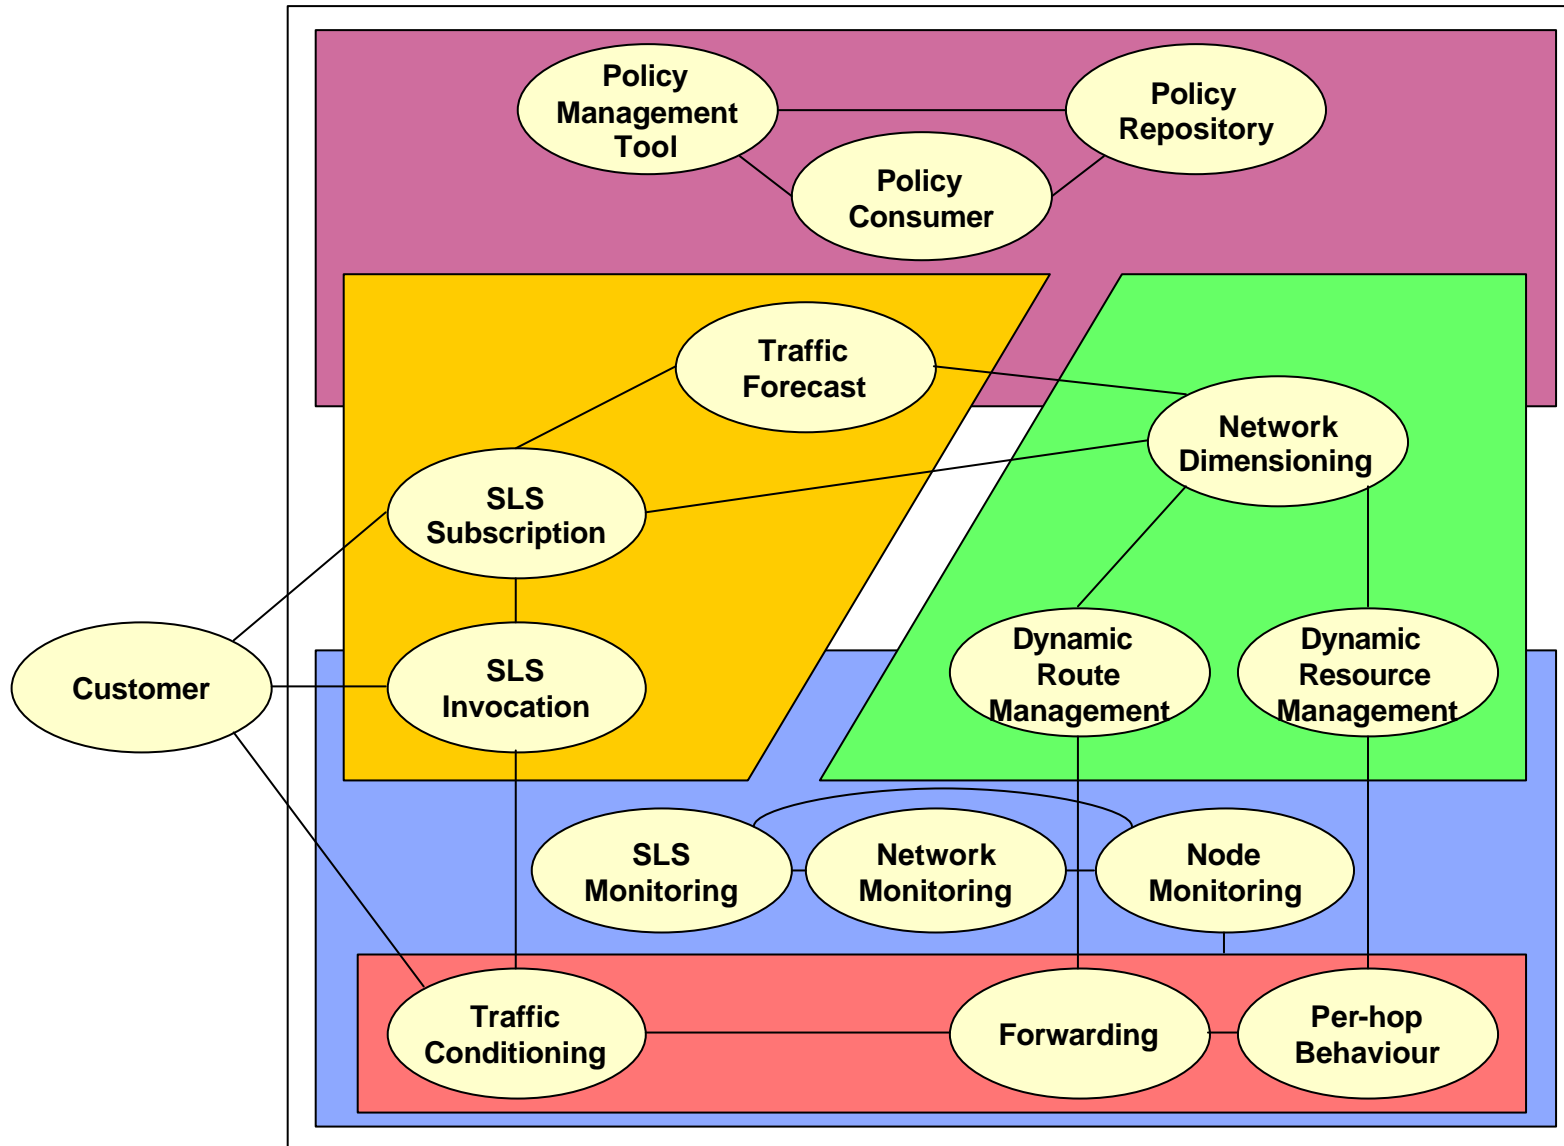 Policy
Management
Tool
Policy
Repository
Policy
Consumer
Traffic
Forecast
Network
Dimensioning
SLS
Subscription
Customer
SLS
Invocation
Dynamic
Route
Management
Dynamic
Resource
Management
SLS
Monitoring
Network
Monitoring
Node
Monitoring
Traffic
Conditioning
Forwarding
Per-hop
Behaviour